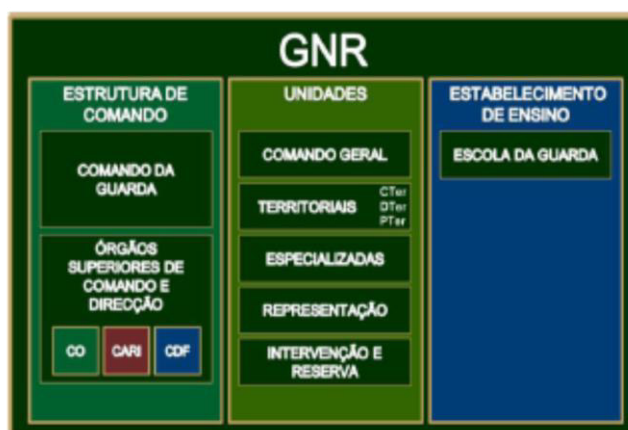 GNR
ESTRUTURA DE
COMANDO
COMANDO DA
GUARDA
ÓRGÃOS
SUPERIORES DE
COMANDO E
DIRECÇÃO
CO
CARI
CDF
UNIDADES
COMANDO GERAL
TERRITORIAIS
CTer
DTer
PTer
ESPECIALIZADAS
REPRESENTAÇÃO
INTERVENÇÃO E
RESERVA
ESTABELECIMENTO
DE ENSINO
ESCOLA DA GUARDA